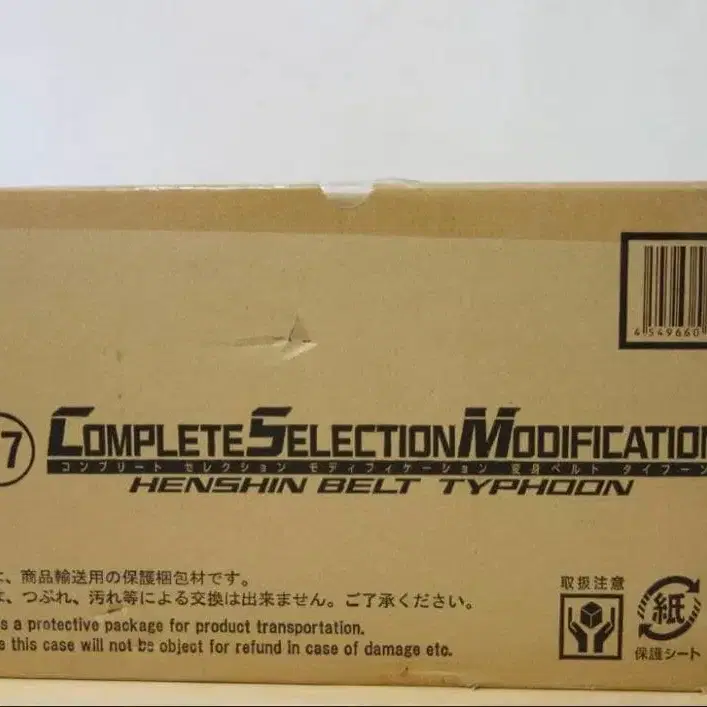 4 549660
7
COMPLETE SELECTION MODIFICATION
コンプリート セレクション モディフィケーション 変身ベルト タイフーン
HENSHIN BELT TYPHOON
は、商品輸送用の保護梱包材です。
は、つぶれ、汚れ等による交換は出来ません。ご了承ください。
s a protective package for product transportation.
e this case will not be object for refund in case of damage etc.
取扱注意
紙
保護シート